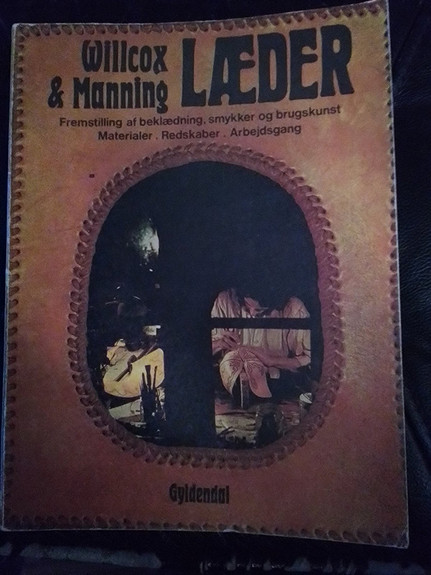 Willcox
& Manning LÆDER
Fremstilling af beklædning, smykker og brugskunst
Materialer . Redskaber . Arbejdsgang
Gyldendal